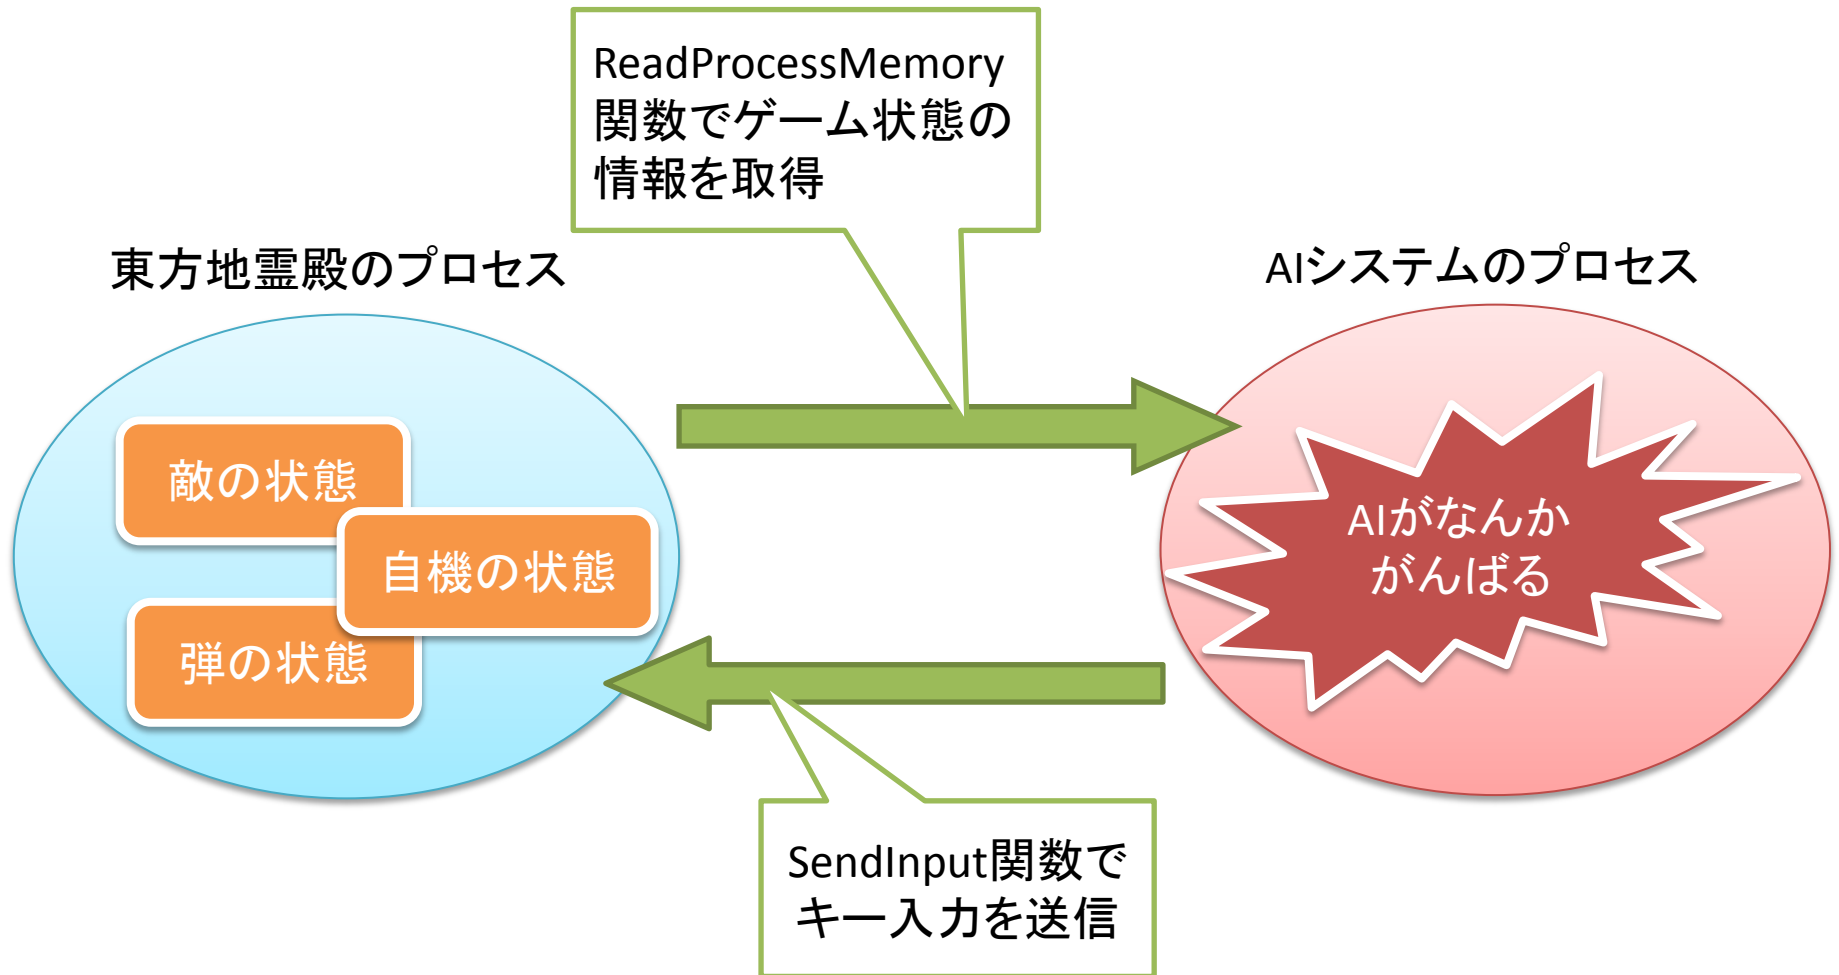 ReadProcessMemory
関数でゲーム状態の
情報を取得
東方地霊殿のプロセス
AIシステムのプロセス
敵の状態
自機の状態
弾の状態
AIがなんか
がんばる
SendInput関数で
キー入力を送信